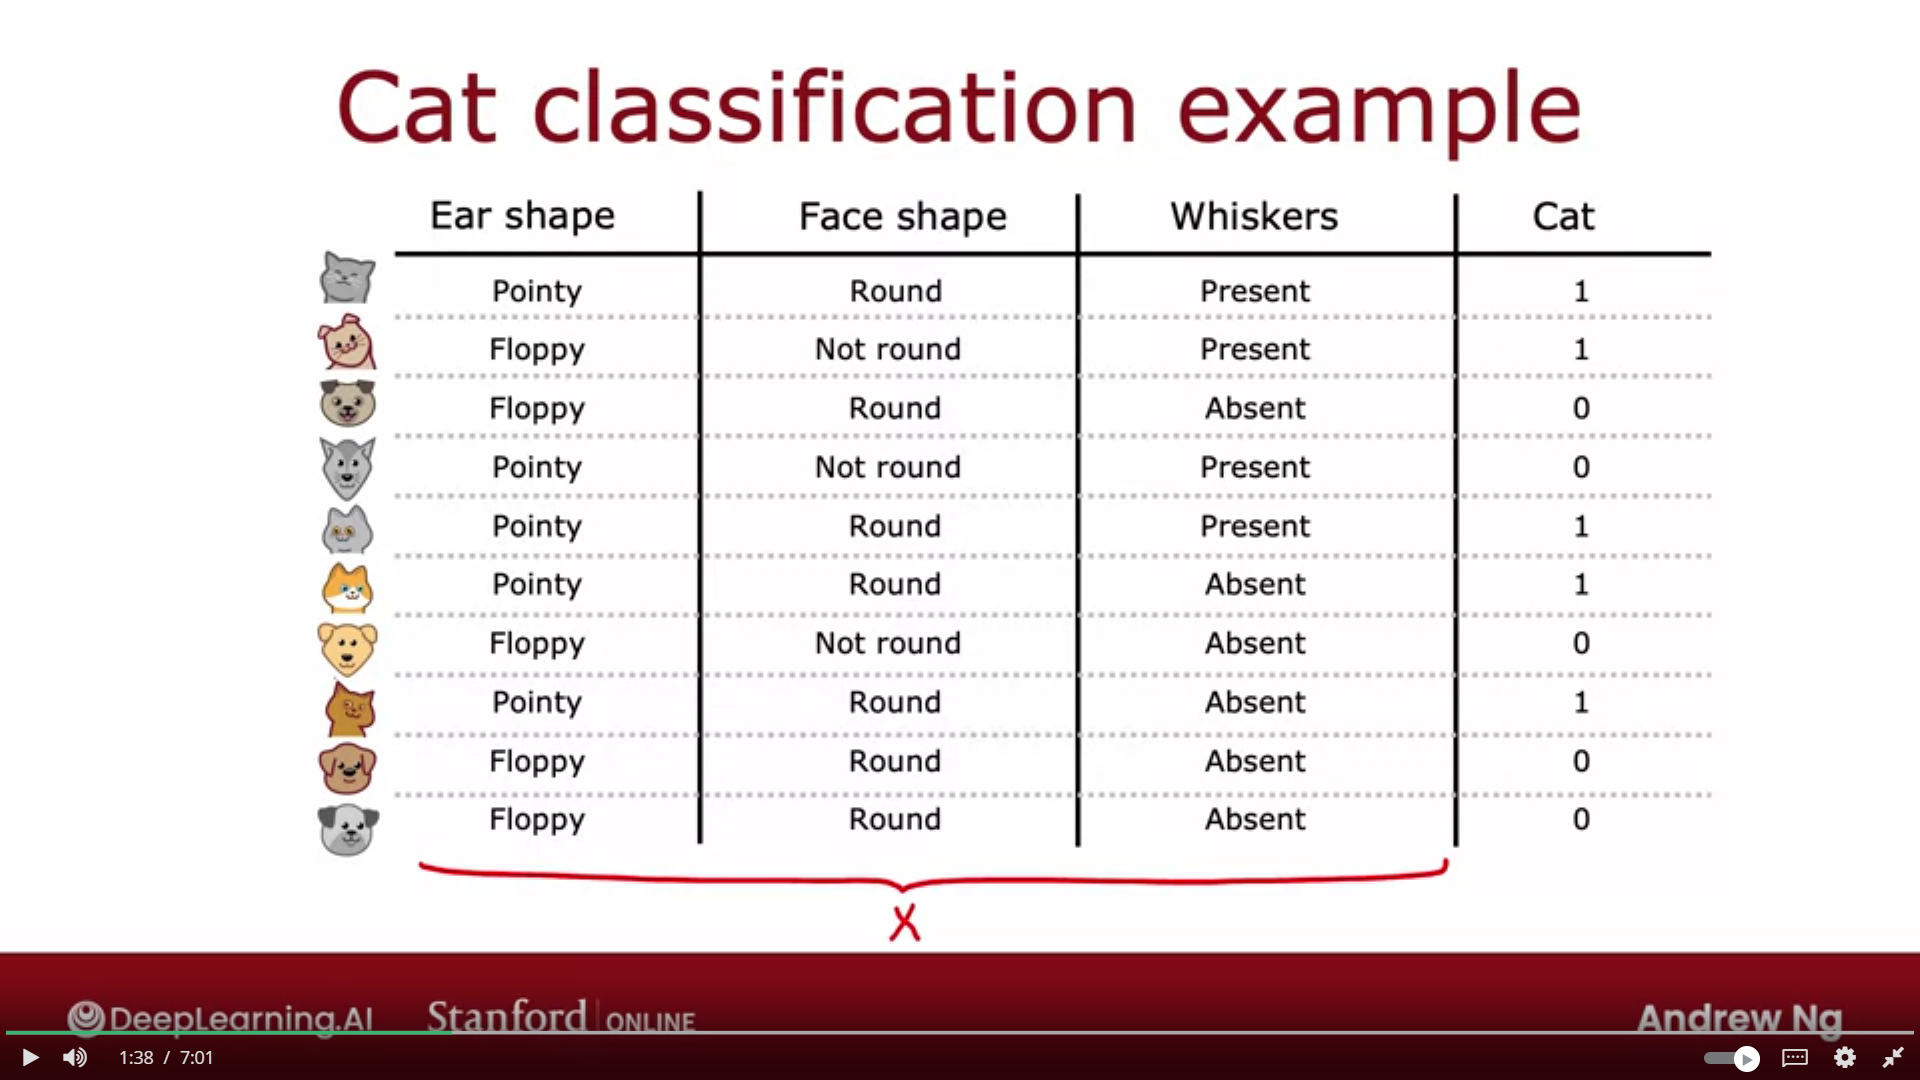 Cat classification example
Ear shape Face shape Whiskers Cat
Pointy Round Present 1
Floppy Not round Present 1
Floppy Round Absent 0
Pointy Not round Present 0
Pointy Round Present 1
Pointy Round Absent 1
Floppy Not round Absent 0
Pointy Round Absent 1
Floppy Round Absent 0
Floppy Round Absent 0
X
DeepLearning.AI Stanford ONLINE Andrew Ng
1:38 / 7:01